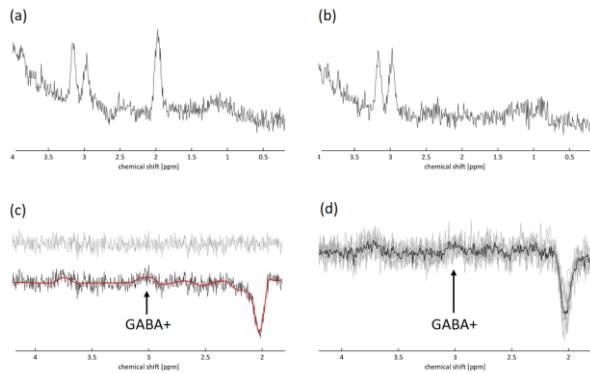 (a)
4 3.5 3 2.5 2 1.5 1 0.5
chemical shift [ppm]
(b)
4 3.5 3 2.5 2 1.5 1 0.5
chemical shift [ppm]
(c)
GABA+
4 3.5 3 2.5 2
chemical shift [ppm]
(d)
GABA+
4 3.5 3 2.5 2
chemical shift [ppm]